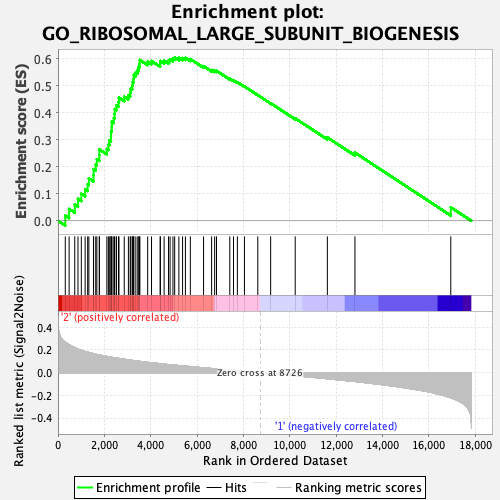 Enrichment plot:
GO_RIBOSOMAL_LARGE_SUBUNIT_BIOGENESIS
Enrichment score (ES)
0.6
0.5
0.4
0.3
0.2
0.1
0.0
Ranked list metric (Signal2Noise)
'2' (positively correlated)
0.4
0.2
0.0
-0.2
-0.4
Zero cross at 8726
'1' (negatively correlated)
0
2,000
4,000
6,000
8,000
10,000
12,000
14,000
16,000
18,000
Rank in Ordered Dataset
Enrichment profile
Hits
Ranking metric scores